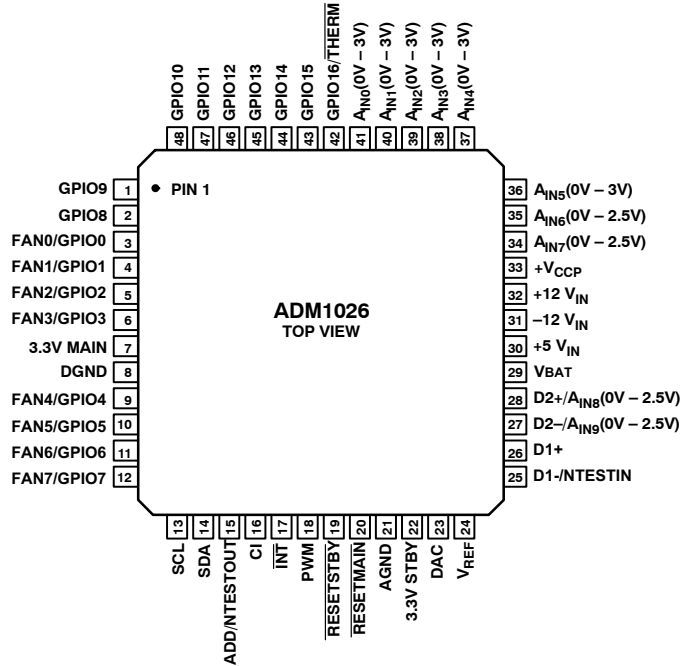 GPIO10
GPIO11
GPIO12
GPIO13
GPIO14
GPIO15
GPIO16/THERM
AIN0(0V – 3V)
AIN1(0V – 3V)
AIN2(0V – 3V)
AIN3(0V – 3V)
AIN4(0V – 3V)
48 47 46 45 44 43 42 41 40 39 38 37
GPIO9 1
GPIO8 2
FAN0/GPIO0 3
FAN1/GPIO1 4
FAN2/GPIO2 5
FAN3/GPIO3 6
3.3V MAIN 7
DGND 8
FAN4/GPIO4 9
FAN5/GPIO5 10
FAN6/GPIO6 11
FAN7/GPIO7 12
PIN 1
ADM1026
TOP VIEW
36 AIN5(0V – 3V)
35 AIN6(0V – 2.5V)
34 AIN7(0V – 2.5V)
33 +VCCP
32 +12 VIN
31 –12 VIN
30 +5 VIN
29 VBAT
28 D2+/AIN8(0V – 2.5V)
27 D2–/AIN9(0V – 2.5V)
26 D1+
25 D1-/NTESTIN
13 14 15 16 17 18 19 20 21 22 23 24
SCL
SDA
ADD/NTESTOUT
CI
INT
PWM
RESETSTBY
RESETMAIN
AGND
3.3V STBY
DAC
VREF